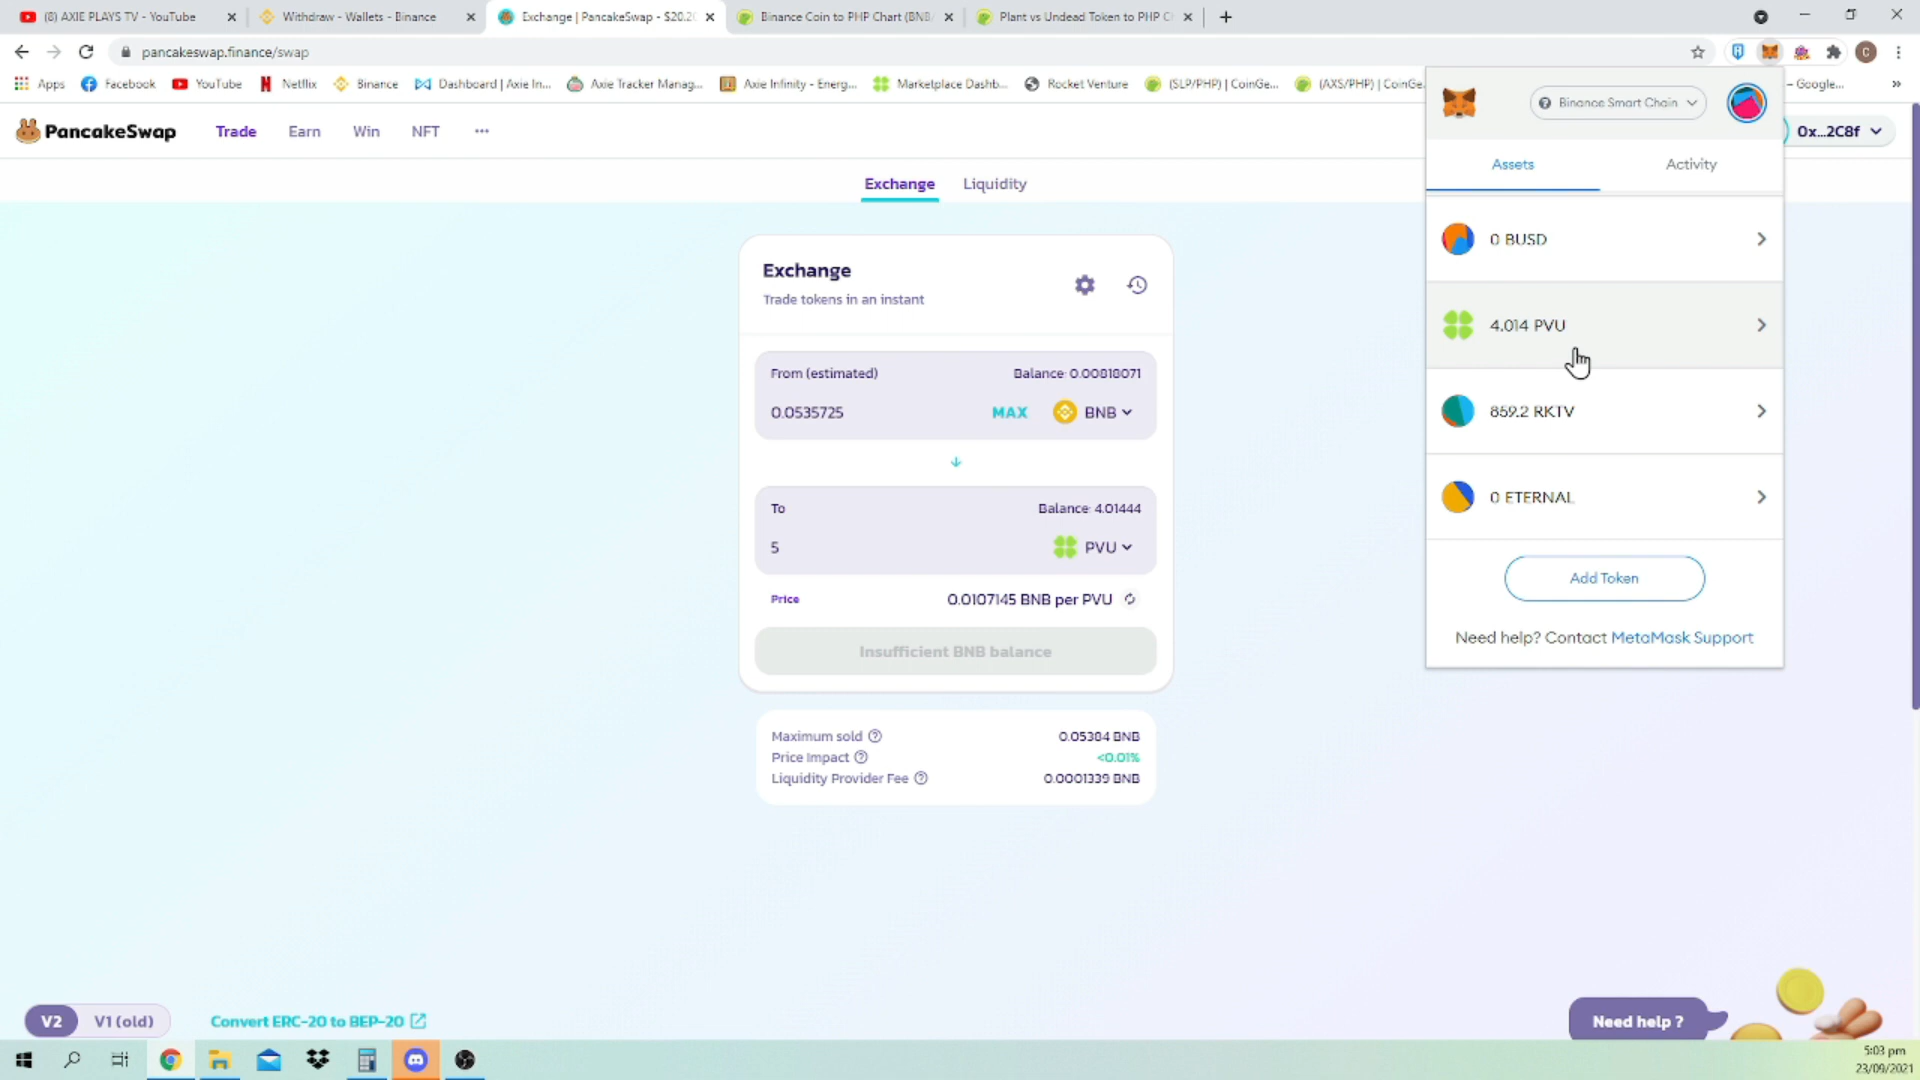 (8) AXIE PLAYS TV - YouTube
Withdraw - Wallets - Binance
Exchange | PancakeSwap - $20.20
Binance Coin to PHP Chart (BNB/
Plant vs Undead Token to PHP C
pancakeswap.finance/swap
C
Apps
Facebook
YouTube
Netflix
Binance
Dashboard | Axie In...
Axie Tracker Manag...
Axie Infinity - Energ...
Marketplace Dashb...
Rocket Venture
(SLP/PHP) | CoinGe...
(AXS/PHP) | CoinGe...
- Google...
»
PancakeSwap
Trade
Earn
Win
NFT
0x...2C8f
Exchange
Liquidity
Exchange
Trade tokens in an instant
From (estimated)
Balance: 0.00818071
0.0535725
MAX
BNB
To
Balance: 4.01444
5
PVU
Price
0.0107145 BNB per PVU
Insufficient BNB balance
Maximum sold
0.05384 BNB
Price Impact
<0.01%
Liquidity Provider Fee
0.0001339 BNB
Binance Smart Chain
Assets
Activity
0 BUSD
4.014 PVU
859.2 RKTV
0 ETERNAL
Add Token
Need help? Contact MetaMask Support
V2
V1 (old)
Convert ERC-20 to BEP-20
Need help ?
5:03 pm
23/09/2021